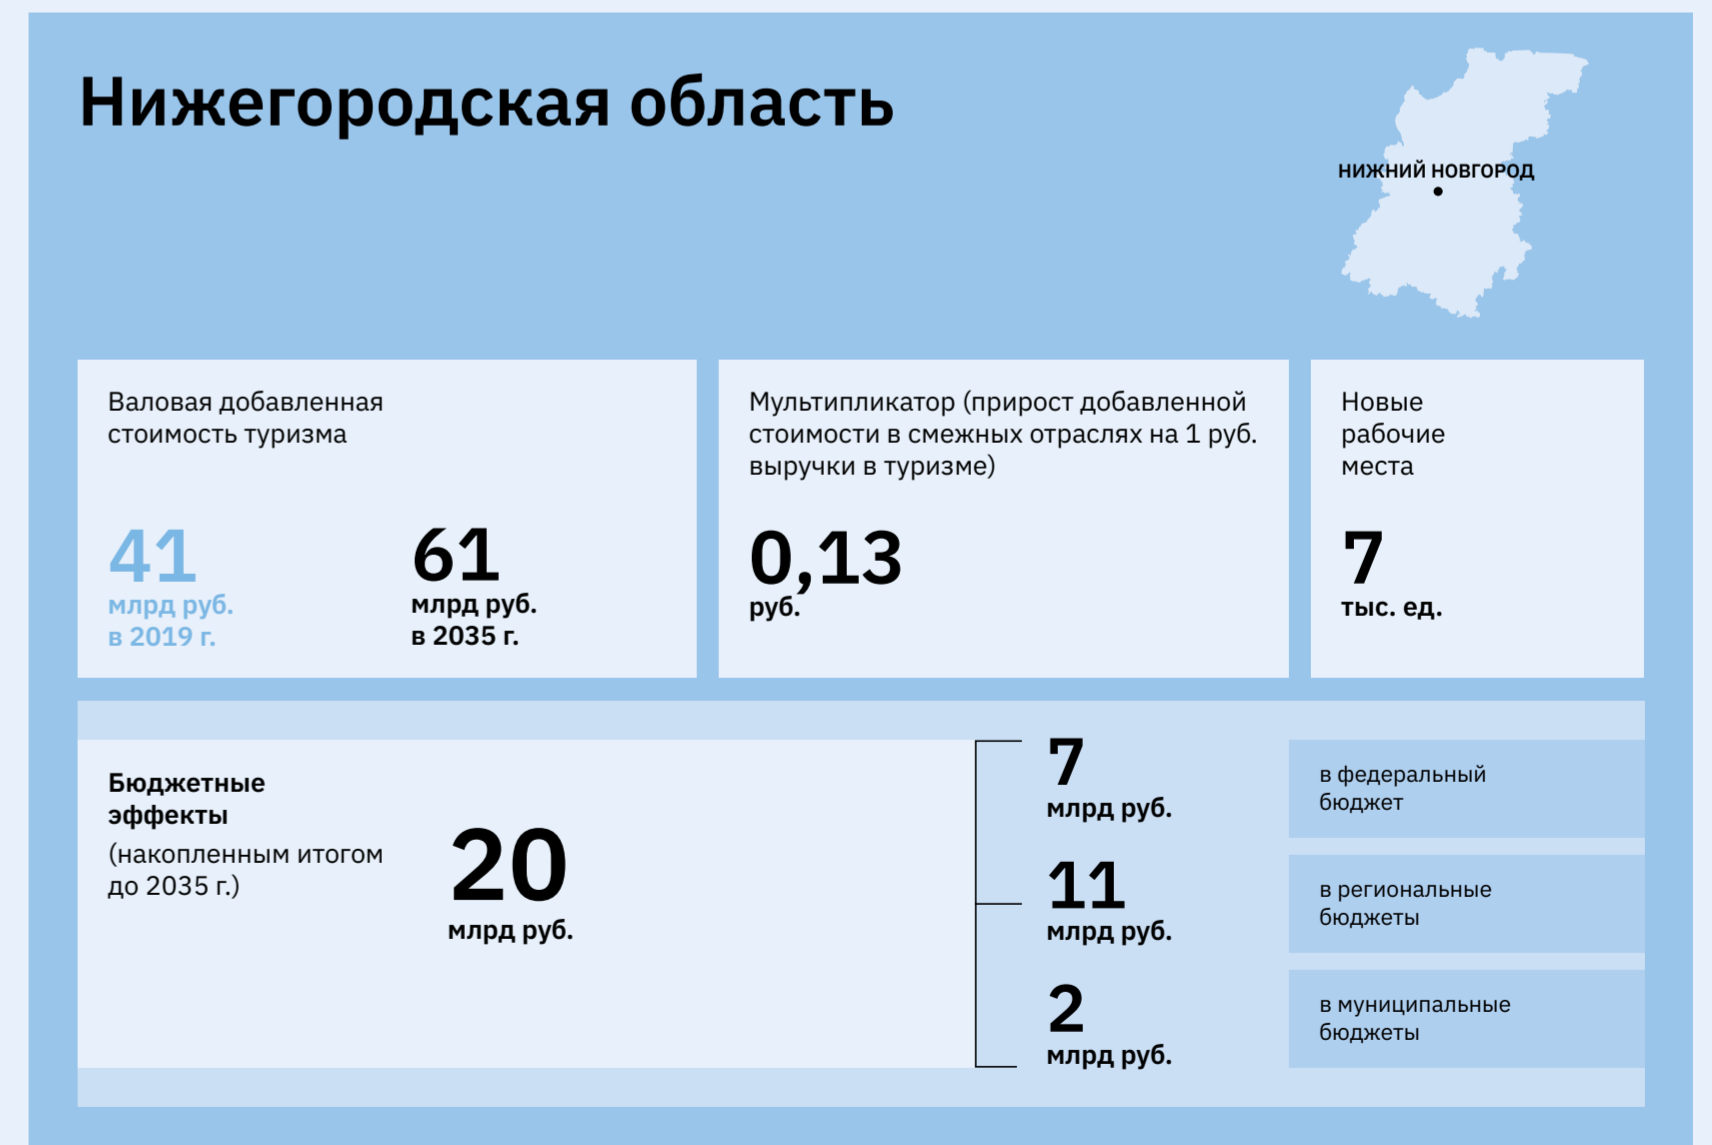 Нижегородская область
НИЖНИЙ НОВГОРОД
Валовая добавленная
стоимость туризма
41
млрд руб.
в 2019 г.
61
млрд руб.
в 2035 г.
Мультипликатор (прирост добавленной
стоимости в смежных отраслях на 1 руб.
выручки в туризме)
0,13
руб.
Новые
рабочие
места
7
тыс. ед.
Бюджетные
эффекты
(накопленным итогом
до 2035 г.)
20
млрд руб.
7
млрд руб.
в федеральный
бюджет
11
млрд руб.
в региональные
бюджеты
2
млрд руб.
в муниципальные
бюджеты